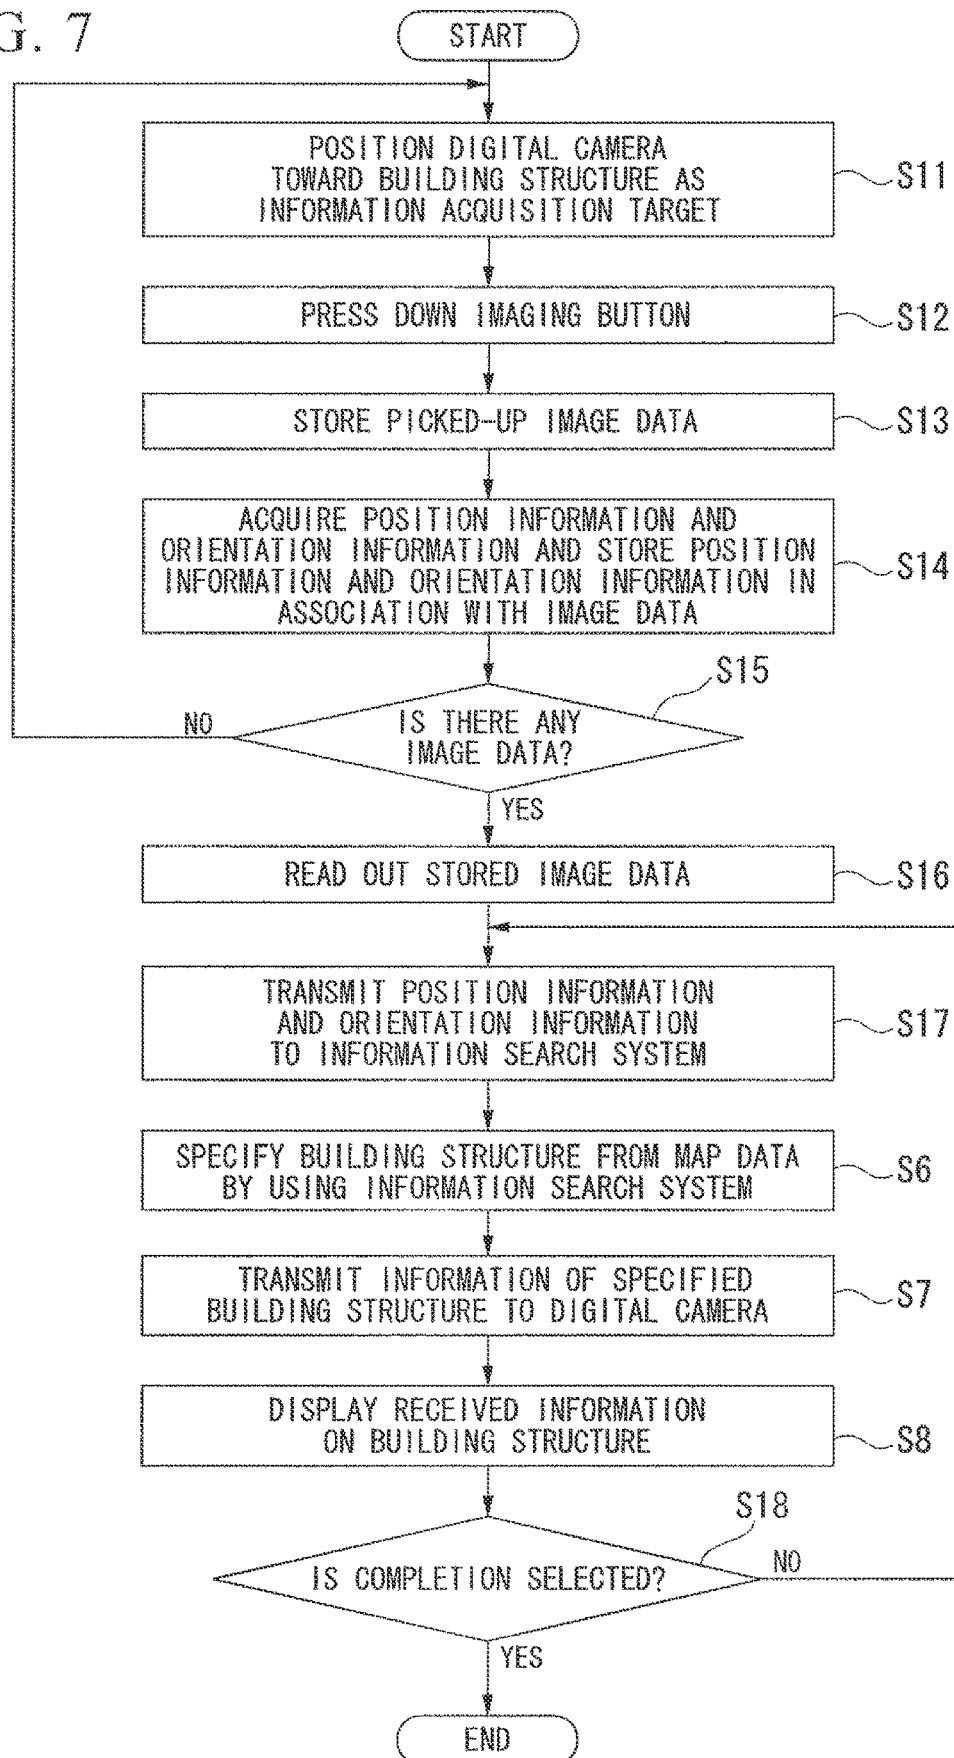 G. 7
START
POSITION DIGITAL CAMERA
TOWARD BUILDING STRUCTURE AS
INFORMATION ACQUISITION TARGET
S11
PRESS DOWN IMAGING BUTTON
S12
STORE PICKED-UP IMAGE DATA
S13
ACQUIRE POSITION INFORMATION AND
ORIENTATION INFORMATION AND STORE POSITION
INFORMATION AND ORIENTATION INFORMATION IN
ASSOCIATION WITH IMAGE DATA
S14
S15
NO
IS THERE ANY
IMAGE DATA?
YES
READ OUT STORED IMAGE DATA
S16
TRANSMIT POSITION INFORMATION
AND ORIENTATION INFORMATION
TO INFORMATION SEARCH SYSTEM
S17
SPECIFY BUILDING STRUCTURE FROM MAP DATA
BY USING INFORMATION SEARCH SYSTEM
S6
TRANSMIT INFORMATION OF SPECIFIED
BUILDING STRUCTURE TO DIGITAL CAMERA
S7
DISPLAY RECEIVED INFORMATION
ON BUILDING STRUCTURE
S8
S18
IS COMPLETION SELECTED?
NO
YES
END